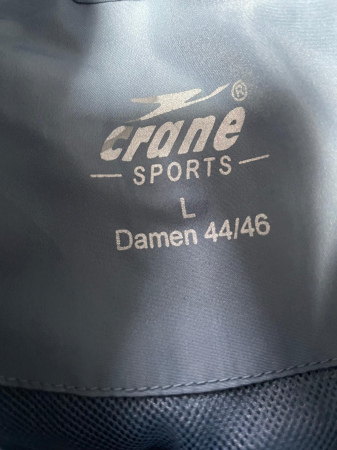 crane®
SPORTS
L
Damen 44/46